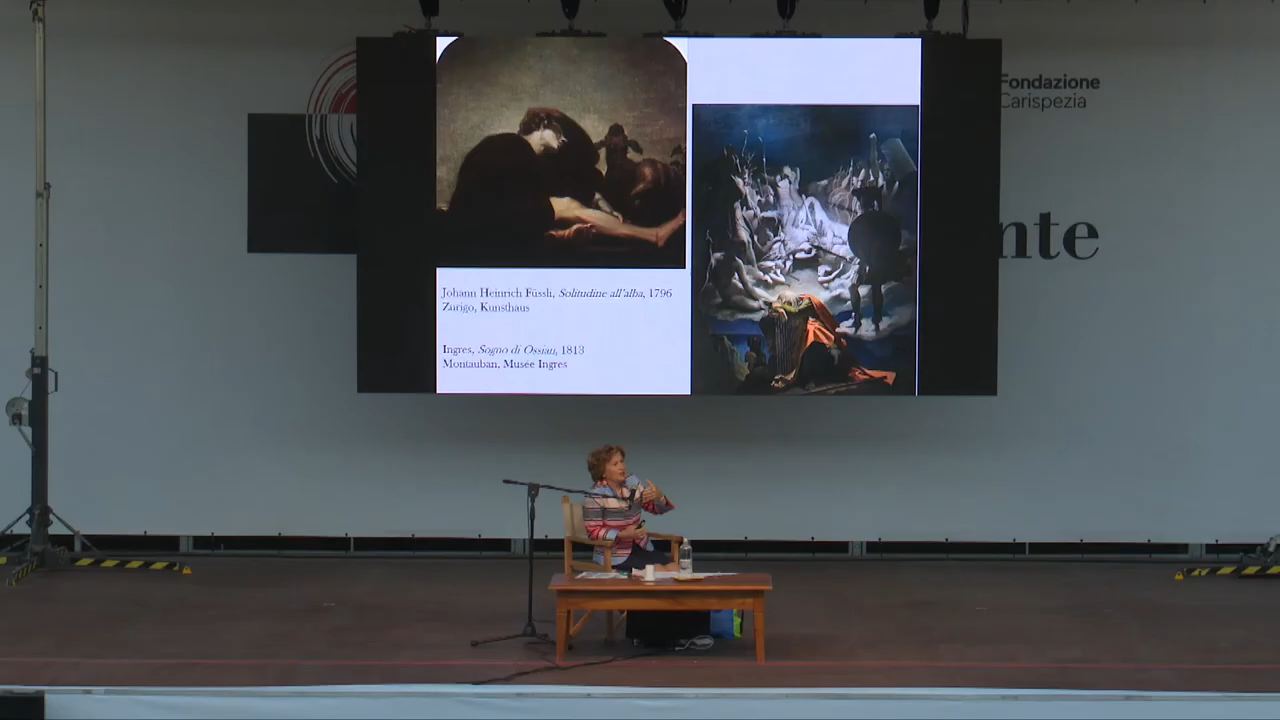 Fondazione
Carispezia
nte
Johann Heinrich Füssli, Solitudine all'alba, 1796
Zurigo, Kunsthaus
Ingres, Sogno di Ossian, 1813
Montauban, Musée Ingres